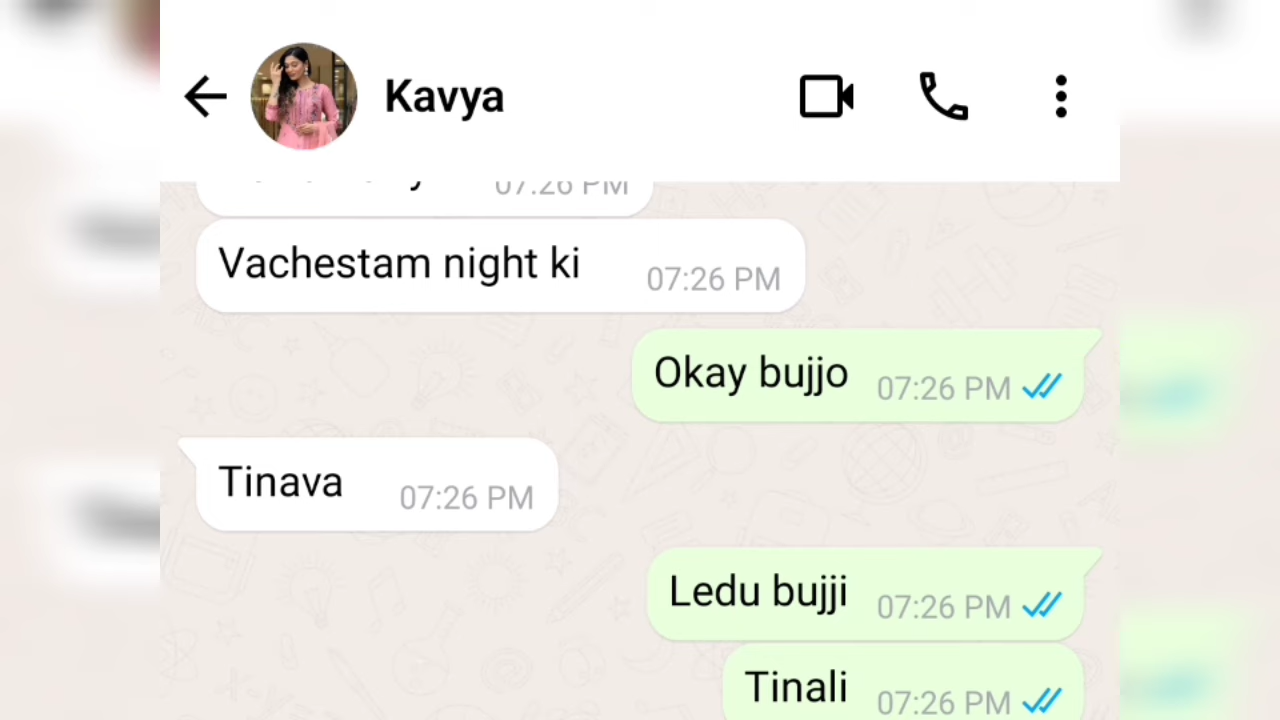 Kavya
07:26 PM
Vachestam night ki 07:26 PM
Okay bujjo 07:26 PM
Tinava 07:26 PM
Ledu bujji 07:26 PM
Tinali 07:26 PM